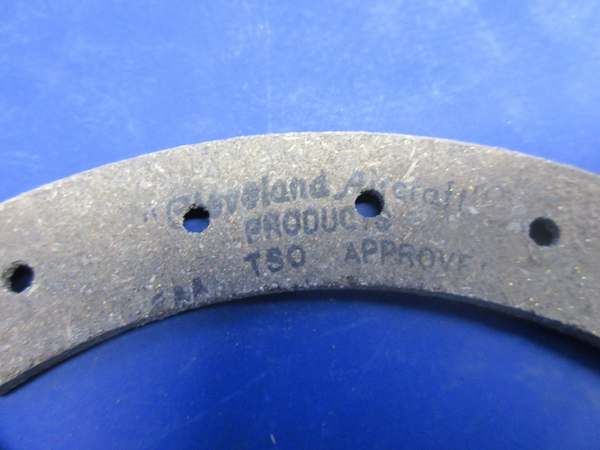 "Cleveland Aircraft"
PRODUCTS
TSO APPROVE